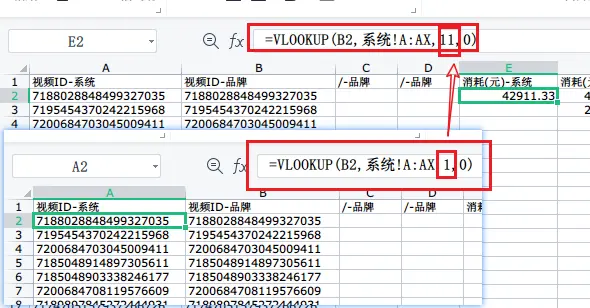 E2 fx =VLOOKUP(B2,系统!A:AX,11,0)
A B C D E
1 视频ID-系统 视频ID-品牌 /-品牌 /-品牌 消耗(元)-系统 消耗(
2 7188028848499327035 7188028848499327035 42911.33 4
3 7195454370242215968 7195454370242215968 2
4 7200684703045009411 7200684703045009411
A2 fx =VLOOKUP(B2,系统!A:AX,1,0)
A B C D
1 视频ID-系统 视频ID-品牌 /-品牌 /-品牌 消耗
2 7188028848499327035 7188028848499327035
3 7195454370242215968 7195454370242215968
4 7200684703045009411 7200684703045009411
5 7185048914897305611 7185048914897305611
6 7185048903338246177 7185048903338246177
7 7200684708119576609 7200684708119576609